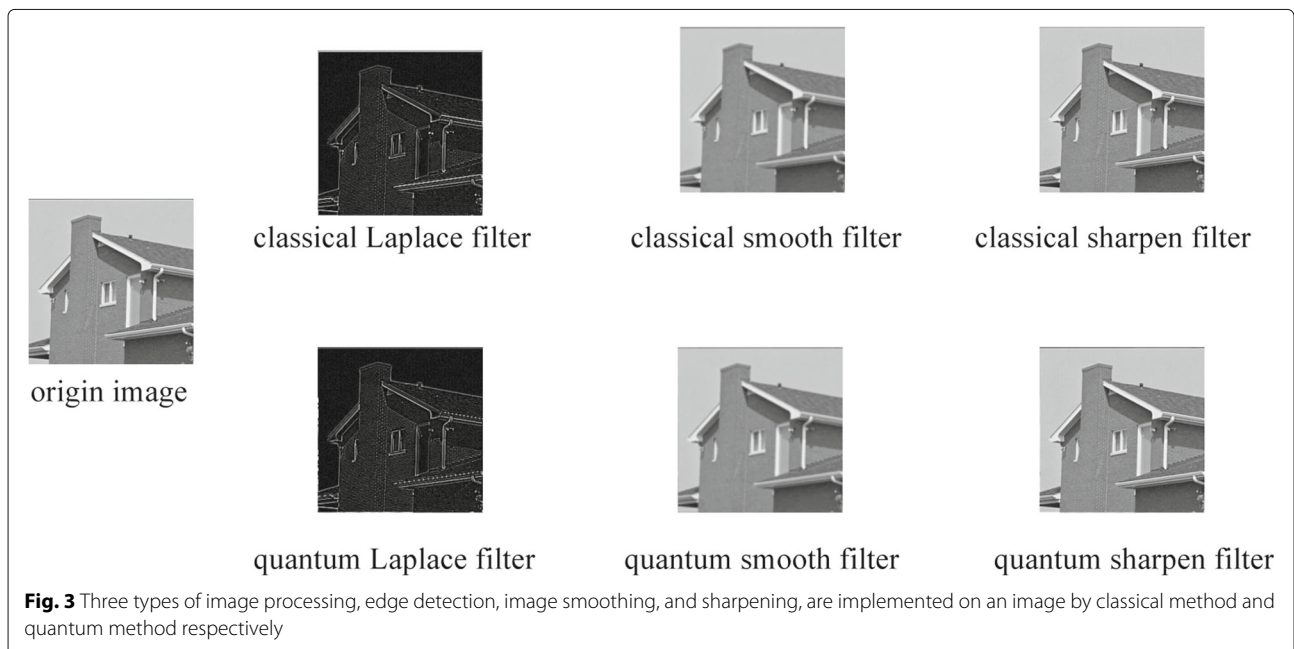 classical Laplace filter
classical smooth filter
classical sharpen filter
origin image
quantum Laplace filter
quantum smooth filter
quantum sharpen filter
Fig. 3 Three types of image processing, edge detection, image smoothing, and sharpening, are implemented on an image by classical method and
quantum method respectively